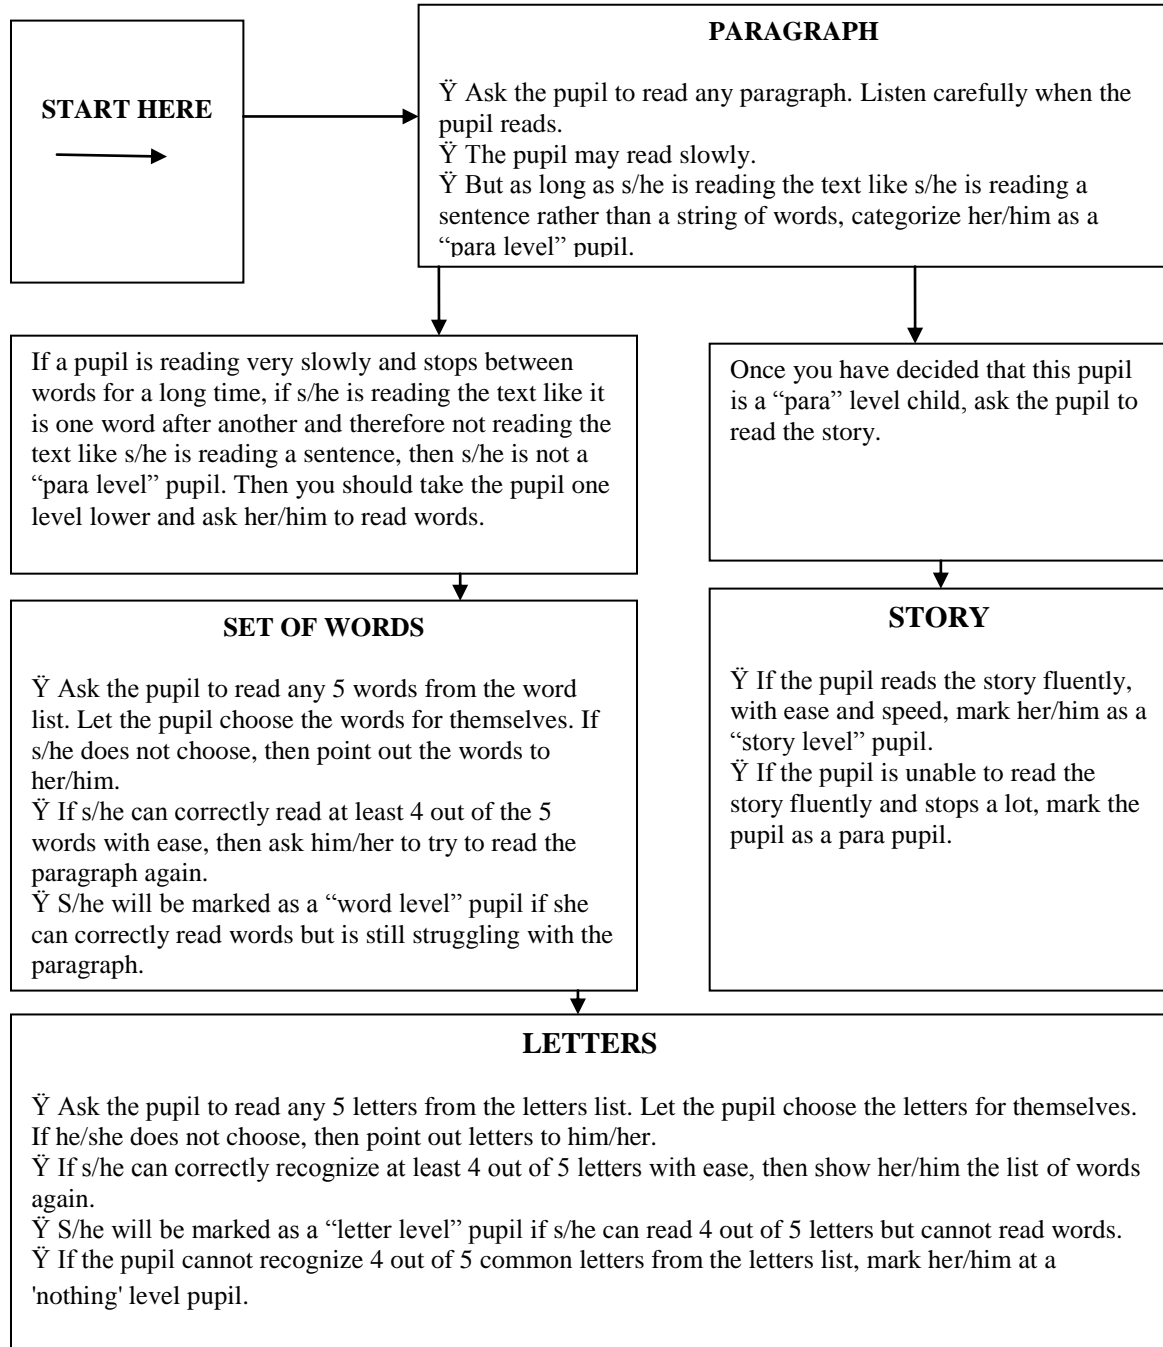 START HERE
PARAGRAPH
Ÿ Ask the pupil to read any paragraph. Listen carefully when the
pupil reads.
Ÿ The pupil may read slowly.
Ÿ But as long as s/he is reading the text like s/he is reading a
sentence rather than a string of words, categorize her/him as a
“para level” pupil.
If a pupil is reading very slowly and stops between
words for a long time, if s/he is reading the text like it
is one word after another and therefore not reading the
text like s/he is reading a sentence, then s/he is not a
“para level” pupil. Then you should take the pupil one
level lower and ask her/him to read words.
Once you have decided that this pupil
is a “para” level child, ask the pupil to
read the story.
SET OF WORDS
Ÿ Ask the pupil to read any 5 words from the word
list. Let the pupil choose the words for themselves. If
s/he does not choose, then point out the words to
her/him.
Ÿ If s/he can correctly read at least 4 out of the 5
words with ease, then ask him/her to try to read the
paragraph again.
Ÿ S/he will be marked as a “word level” pupil if she
can correctly read words but is still struggling with the
paragraph.
STORY
Ÿ If the pupil reads the story fluently,
with ease and speed, mark her/him as a
“story level” pupil.
Ÿ If the pupil is unable to read the
story fluently and stops a lot, mark the
pupil as a para pupil.
LETTERS
Ÿ Ask the pupil to read any 5 letters from the letters list. Let the pupil choose the letters for themselves.
If he/she does not choose, then point out letters to him/her.
Ÿ If s/he can correctly recognize at least 4 out of 5 letters with ease, then show her/him the list of words
again.
Ÿ S/he will be marked as a “letter level” pupil if s/he can read 4 out of 5 letters but cannot read words.
Ÿ If the pupil cannot recognize 4 out of 5 common letters from the letters list, mark her/him at a
'nothing' level pupil.